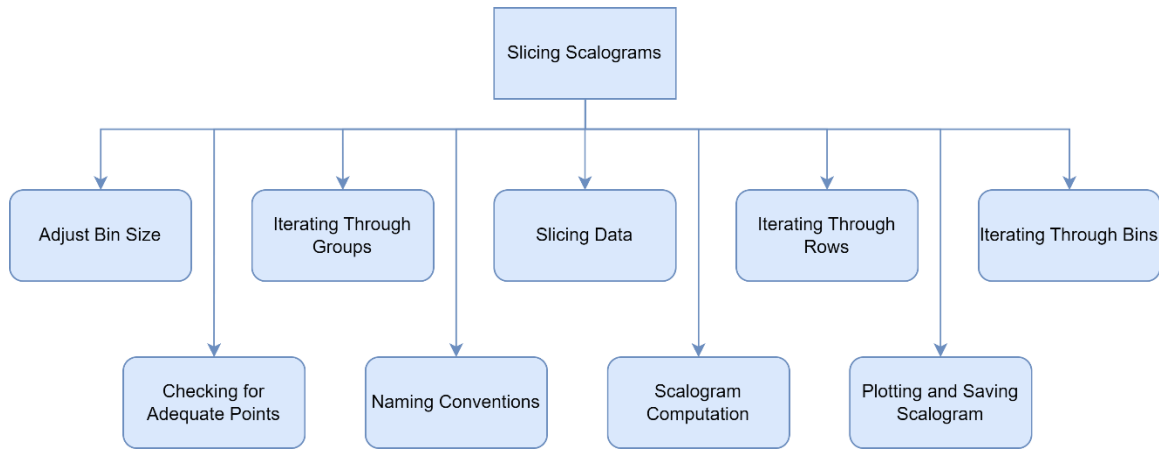 Slicing Scalograms
Adjust Bin Size
Iterating Through
Groups
Slicing Data
Iterating Through
Rows
Iterating Through Bins
Checking for
Adequate Points
Naming Conventions
Scalogram
Computation
Plotting and Saving
Scalogram